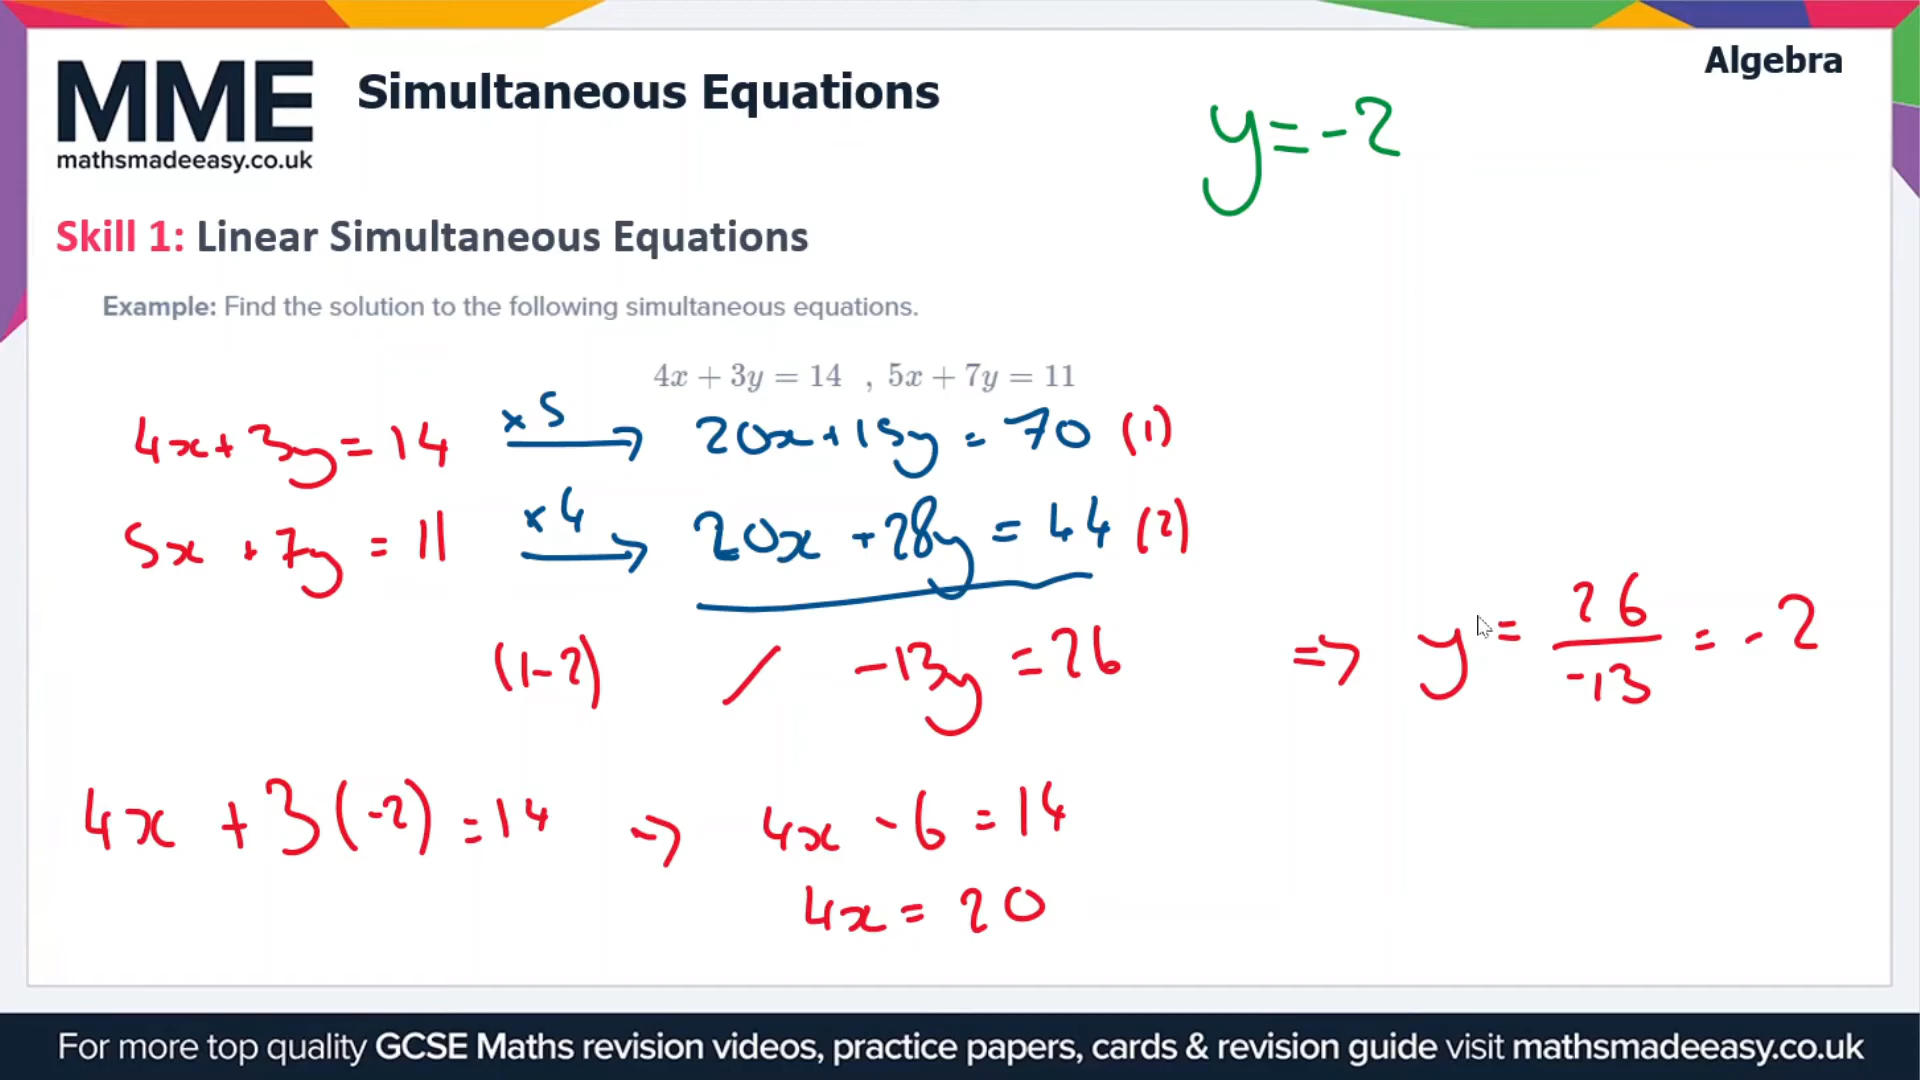 MME
mathsmadeeasy.co.uk
Simultaneous Equations
Algebra
y = -2
Skill 1: Linear Simultaneous Equations
Example: Find the solution to the following simultaneous equations.
4x + 3y = 14 , 5x + 7y = 11
4x + 3y = 14 ×5 → 20x + 15y = 70 (1)
5x + 7y = 11 ×4 → 20x + 28y = 44 (2)
(1-2) / -13y = 26 => y = 26/-13 = -2
4x + 3(-2) = 14 → 4x - 6 = 14
4x = 20
For more top quality GCSE Maths revision videos, practice papers, cards & revision guide visit mathsmadeeasy.co.uk